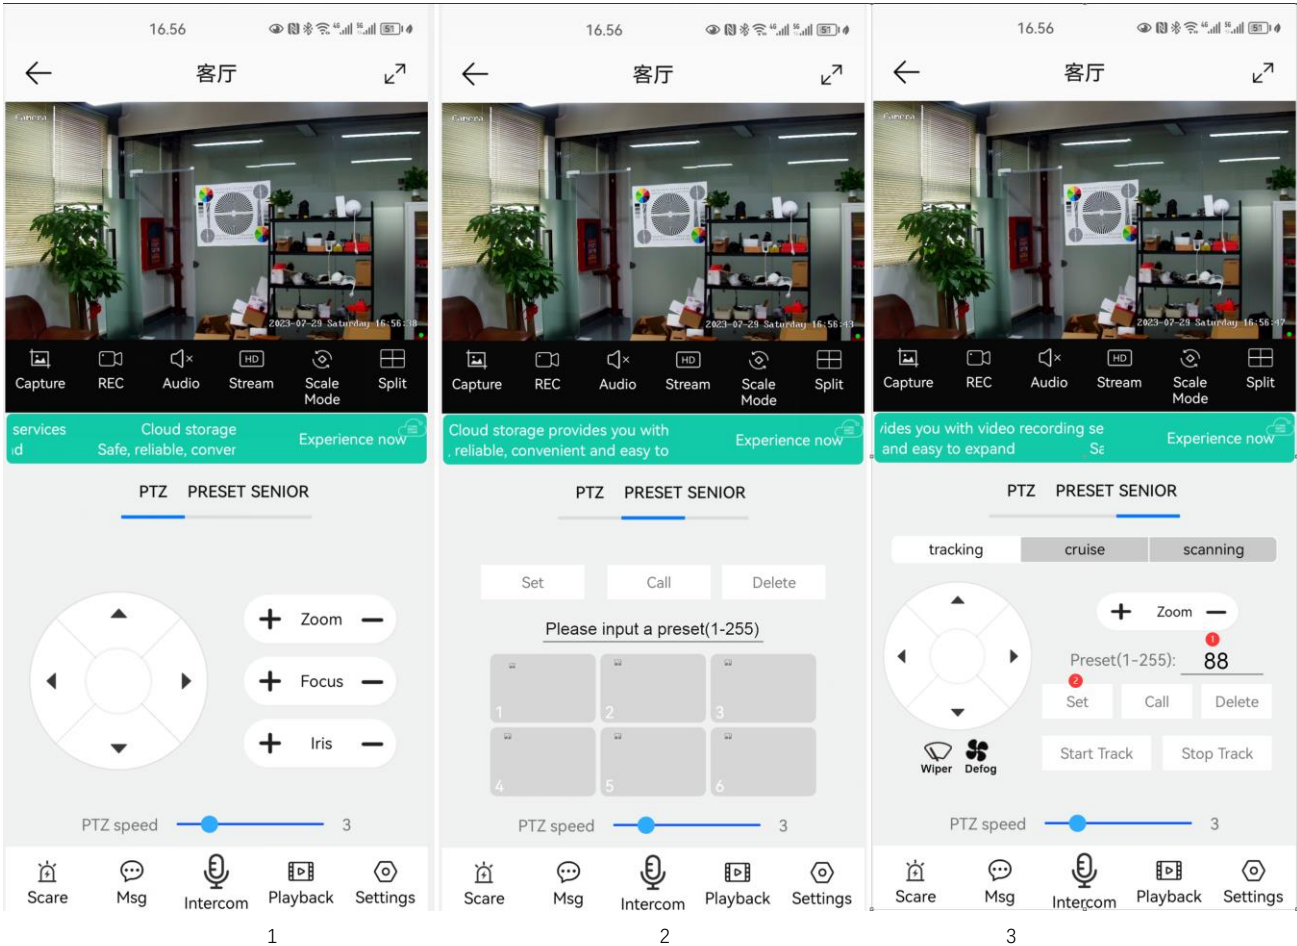 16.56
51
客厅
Camera
2023-07-29 Saturday 16:56:38
Capture
REC
Audio
HD
Stream
Scale
Mode
Split
services
Cloud storage
Safe, reliable, conver
Experience now
PTZ PRESET SENIOR
Zoom
Focus
Iris
PTZ speed
3
Scare
Msg
Intercom
Playback
Settings
1
16.56
51
客厅
Camera
2023-07-29 Saturday 16:56:43
Capture
REC
Audio
HD
Stream
Scale
Mode
Split
Cloud storage provides you with
, reliable, convenient and easy to
Experience now
PTZ PRESET SENIOR
Set
Call
Delete
Please input a preset(1-255)
1
2
3
4
5
6
PTZ speed
3
Scare
Msg
Intercom
Playback
Settings
2
16.56
51
客厅
Camera
2023-07-29 Saturday 16:56:47
Capture
REC
Audio
HD
Stream
Scale
Mode
Split
ides you with video recording se
and easy to expand
Sa
Experience now
PTZ PRESET SENIOR
tracking
cruise
scanning
Zoom
1
Preset(1-255): 88
2
Set
Call
Delete
Wiper
Defog
Start Track
Stop Track
PTZ speed
3
Scare
Msg
Intercom
Playback
Settings
3